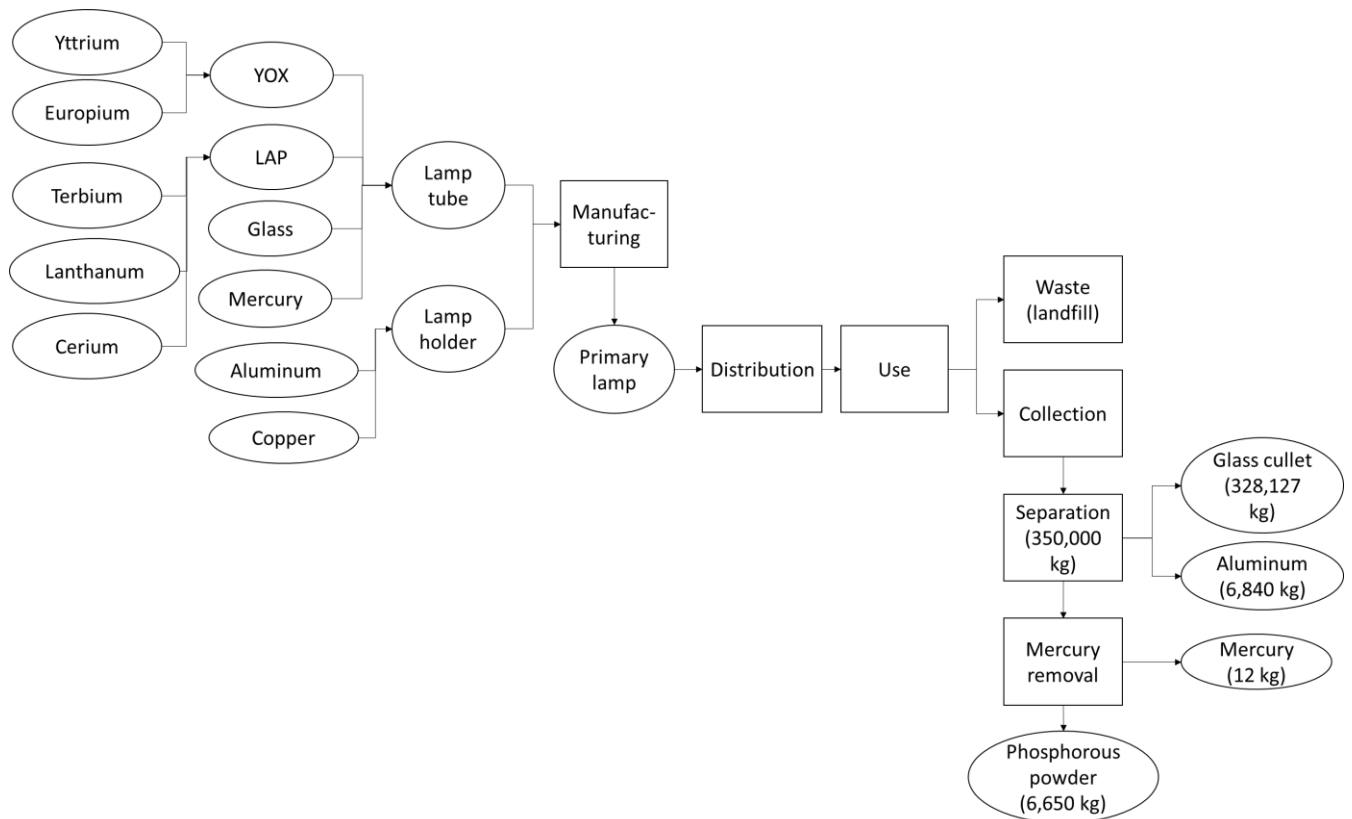 Yttrium
Europium
Terbium
Lanthanum
Cerium
YOX
LAP
Glass
Mercury
Aluminum
Copper
Lamp
tube
Lamp
holder
Manufac-
turing
Primary
lamp
Distribution
Use
Waste
(landfill)
Collection
Separation
(350,000
kg)
Glass cullet
(328,127
kg)
Aluminum
(6,840 kg)
Mercury
removal
Mercury
(12 kg)
Phosphorous
powder
(6,650 kg)